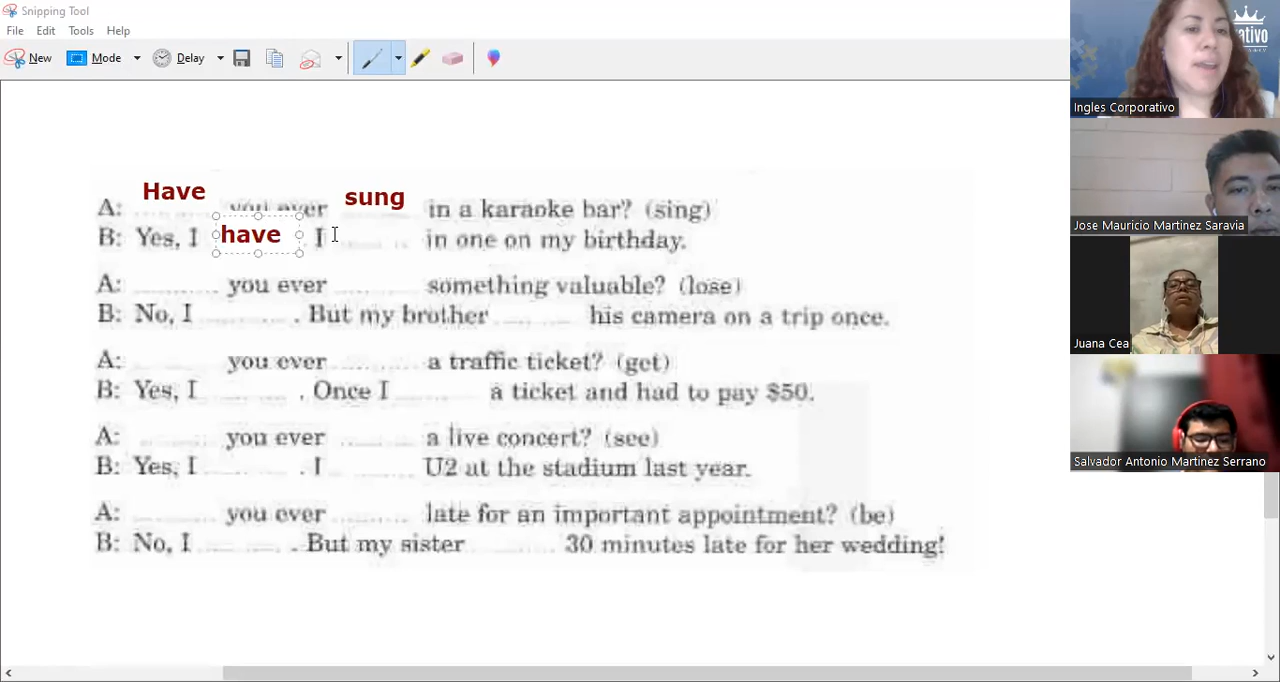 Snipping Tool
File Edit Tools Help
New Mode Delay
ativo
Ingles Corporativo
Jose Mauricio Martinez Saravia
Juana Cea
Salvador Antonio Martinez Serrano
A: Have you ever sung in a karaoke bar? (sing)
B: Yes, I have . I in one on my birthday.
A: you ever something valuable? (lose)
B: No, I . But my brother his camera on a trip once.
A: you ever a traffic ticket? (get)
B: Yes, I . Once I a ticket and had to pay $50.
A: you ever a live concert? (see)
B: Yes, I . I U2 at the stadium last year.
A: you ever late for an important appointment? (be)
B: No, I . But my sister 30 minutes late for her wedding!